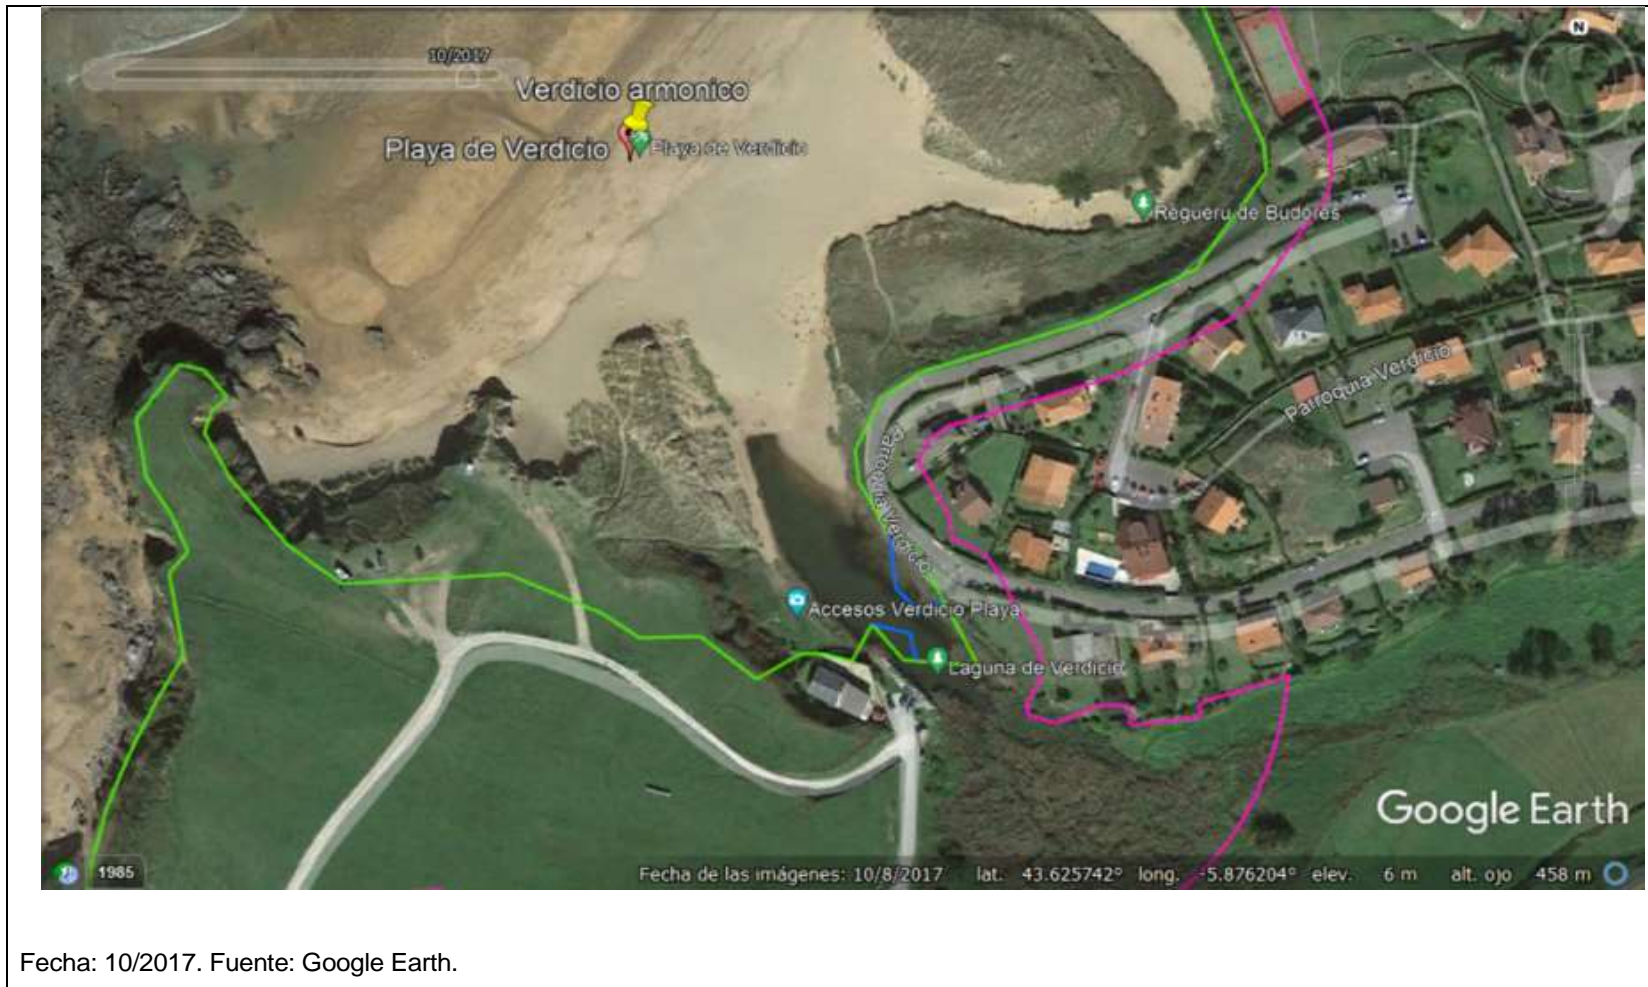 10/2017
N
Verdicio armonico
Playa de Verdicio
Playa de Verdicio
Regueru de Budores
Parroquia Verdicio
Parroquia Verdicio
Accesos Verdicio Playa
Laguna de Verdicio
Google Earth
1985
Fecha de las imágenes: 10/8/2017 lat. 43.625742° long. -5.876204° elev. 6 m alt. ojo 458 m
Fecha: 10/2017. Fuente: Google Earth.